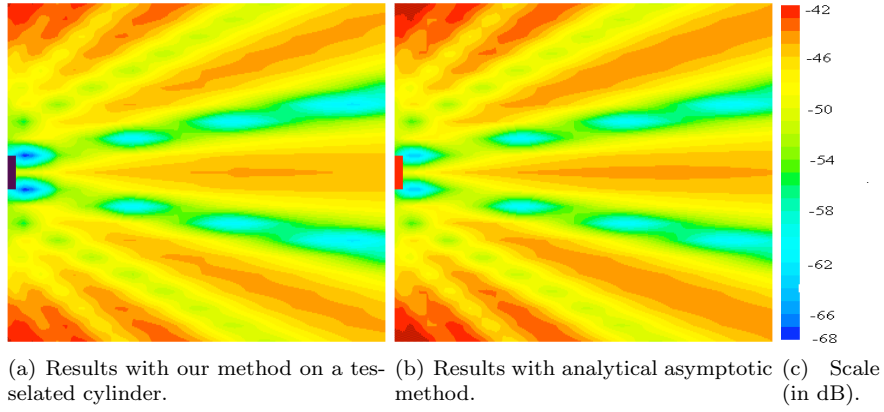 -42
-46
-50
-54
-58
-62
-66
-68
(a) Results with our method on a tes-
selated cylinder.
(b) Results with analytical asymptotic
method.
(c) Scale
(in dB).